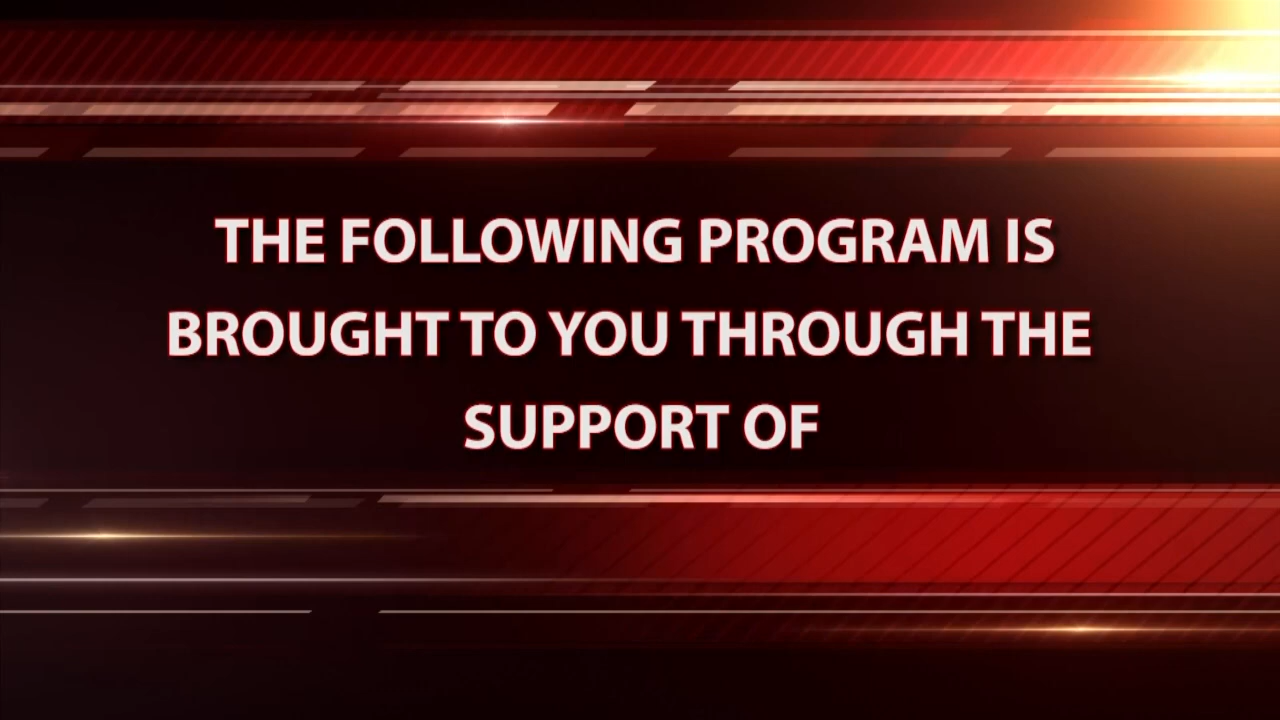 THE FOLLOWING PROGRAM IS
BROUGHT TO YOU THROUGH THE
SUPPORT OF